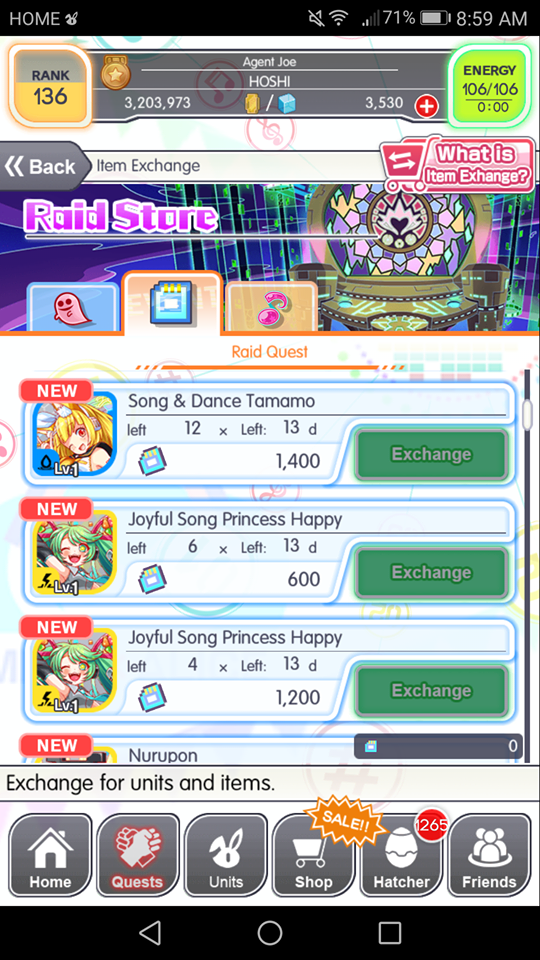 HOME 71% 8:59 AM
RANK
136
Agent Joe
HOSHI
3,203,973 / 3,530
ENERGY
106/106
0:00
Back
Item Exchange
What is
Item Exhange?
Raid Store
Raid Quest
NEW
Song & Dance Tamamo
left 12 x Left: 13 d
Lv.1
1,400
Exchange
NEW
Joyful Song Princess Happy
left 6 x Left: 13 d
Lv.1
600
Exchange
NEW
Joyful Song Princess Happy
left 4 x Left: 13 d
Lv.1
1,200
Exchange
NEW
Nurupon
0
Exchange for units and items.
SALE!!
1265
Home
Quests
Units
Shop
Hatcher
Friends